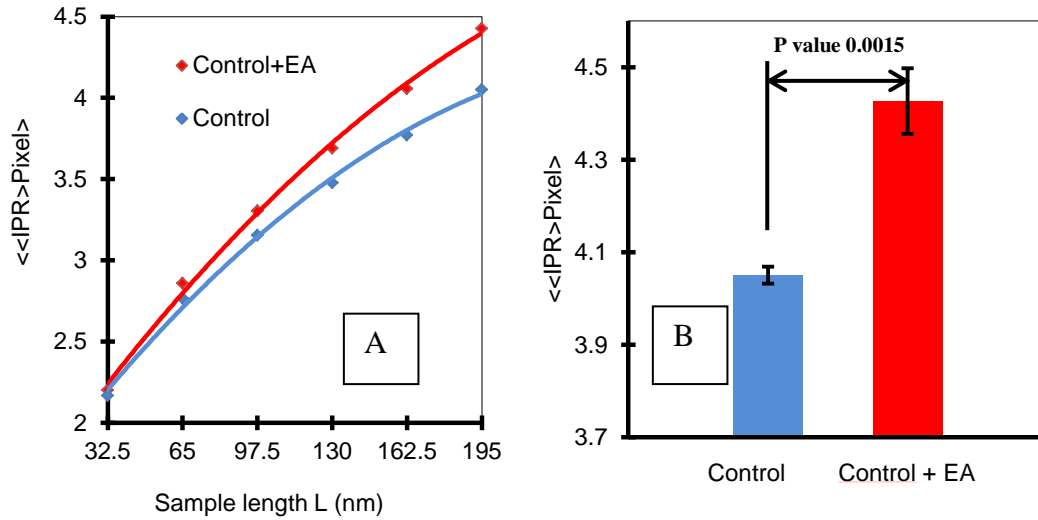 4.5
4
3.5
3
2.5
2
<<IPR>Pixel>
Control+EA
Control
A
32.5 65 97.5 130 162.5 195
Sample length L (nm)
P value 0.0015
4.5
4.3
4.1
3.9
3.7
<<IPR>Pixel>
B
Control Control + EA